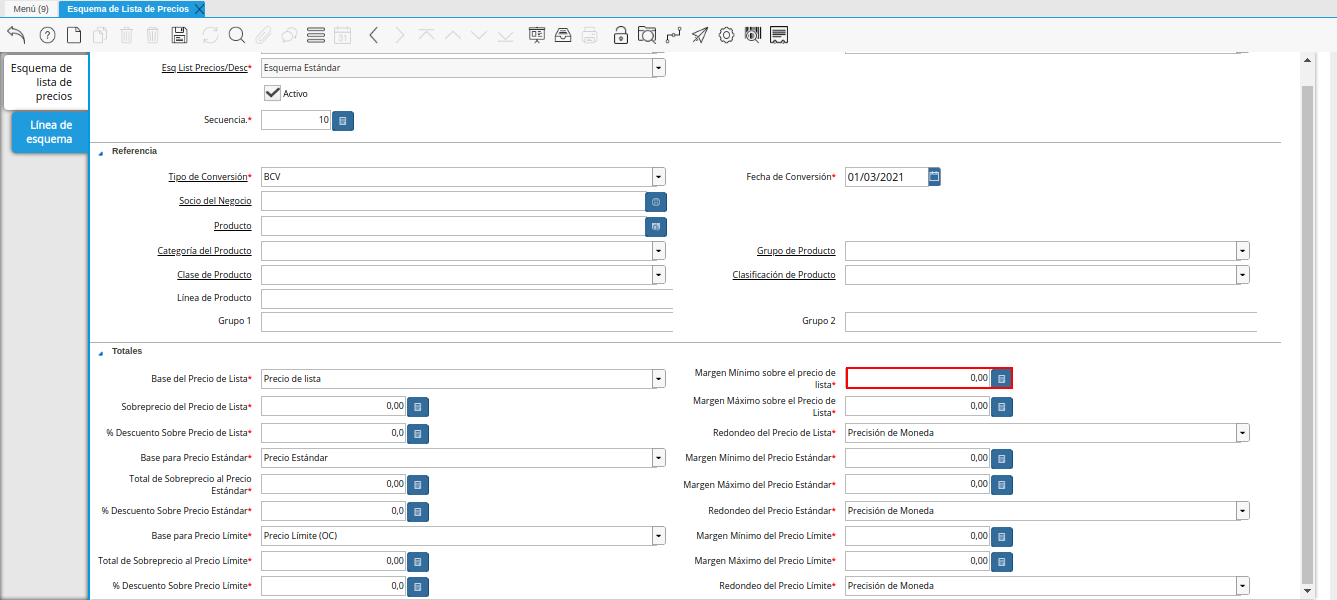 Menú (9)
Esquema de Lista de Precios
31
Esquema de
lista de
precios
Línea de
esquema
Esq List Precios/Desc* Esquema Estándar
Activo
Secuencia.* 10
Referencia
Tipo de Conversión* BCV Fecha de Conversión* 01/03/2021
Socio del Negocio
Producto
Categoría del Producto Grupo de Producto
Clase de Producto Clasificación de Producto
Línea de Producto
Grupo 1 Grupo 2
Totales
Base del Precio de Lista* Precio de lista
Margen Mínimo sobre el precio de
lista* 0,00
Sobreprecio del Precio de Lista* 0,00
Margen Máximo sobre el Precio de
Lista* 0,00
% Descuento Sobre Precio de Lista* 0,0 Redondeo del Precio de Lista* Precisión de Moneda
Base para Precio Estándar* Precio Estándar Margen Mínimo del Precio Estándar* 0,00
Total de Sobreprecio al Precio
Estándar* 0,00 Margen Máximo del Precio Estándar* 0,00
% Descuento Sobre Precio Estándar* 0,0 Redondeo del Precio Estándar* Precisión de Moneda
Base para Precio Límite* Precio Límite (OC) Margen Mínimo del Precio Límite* 0,00
Total de Sobreprecio al Precio Límite* 0,00 Margen Máximo del Precio Límite* 0,00
% Descuento Sobre Precio Límite* 0,0 Redondeo del Precio Límite* Precisión de Moneda